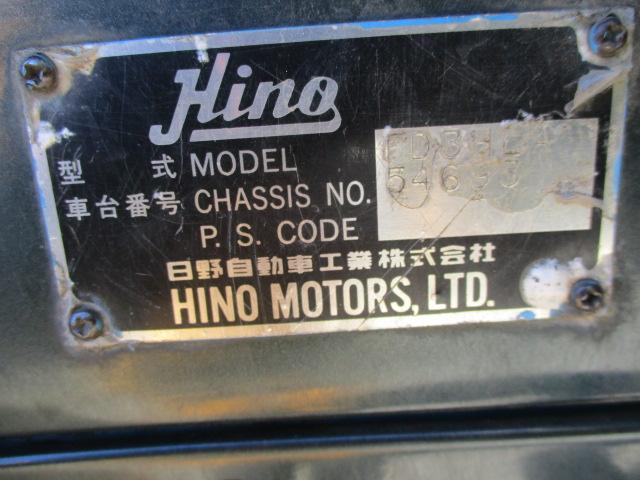 Hino
型 式 MODEL
車台番号 CHASSIS NO.
P. S. CODE
日野自動車工業株式会社
HINO MOTORS, LTD.